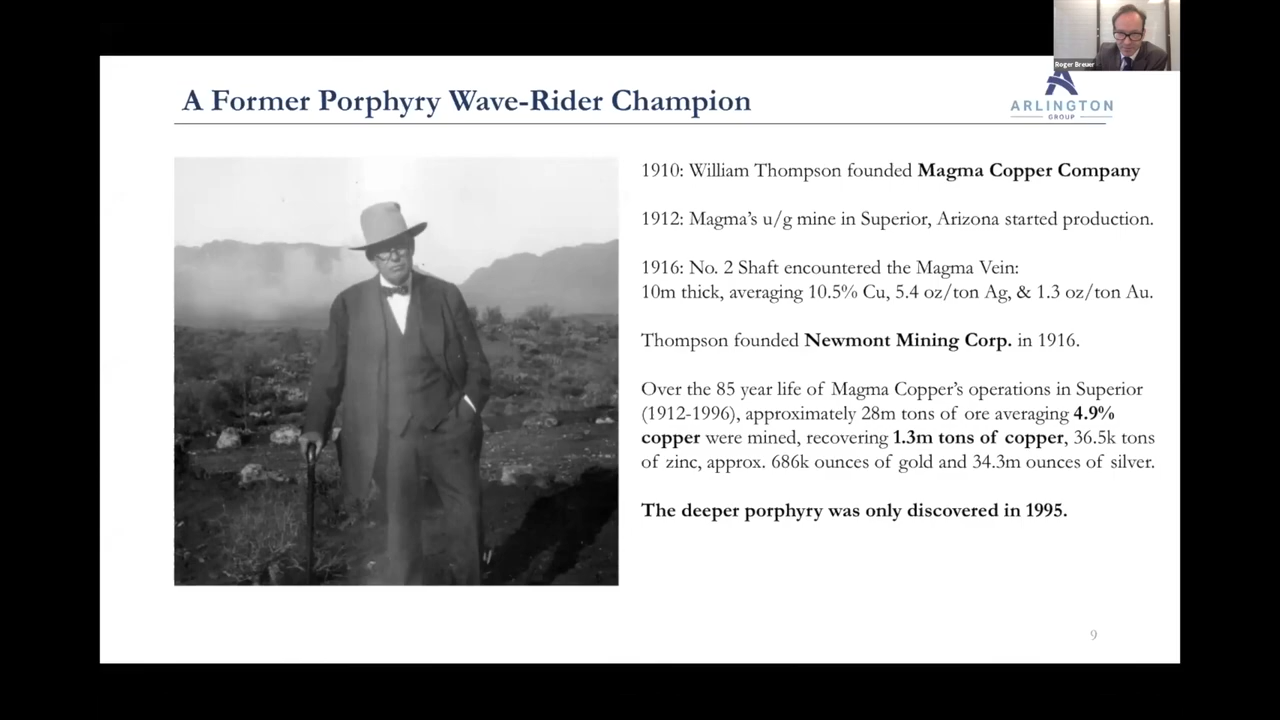 Roger Breuer
A Former Porphyry Wave-Rider Champion
ARLINGTON
GROUP
1910: William Thompson founded Magma Copper Company
1912: Magma's u/g mine in Superior, Arizona started production.
1916: No. 2 Shaft encountered the Magma Vein:
10m thick, averaging 10.5% Cu, 5.4 oz/ton Ag, & 1.3 oz/ton Au.
Thompson founded Newmont Mining Corp. in 1916.
Over the 85 year life of Magma Copper's operations in Superior
(1912-1996), approximately 28m tons of ore averaging 4.9%
copper were mined, recovering 1.3m tons of copper, 36.5k tons
of zinc, approx. 686k ounces of gold and 34.3m ounces of silver.
The deeper porphyry was only discovered in 1995.
9